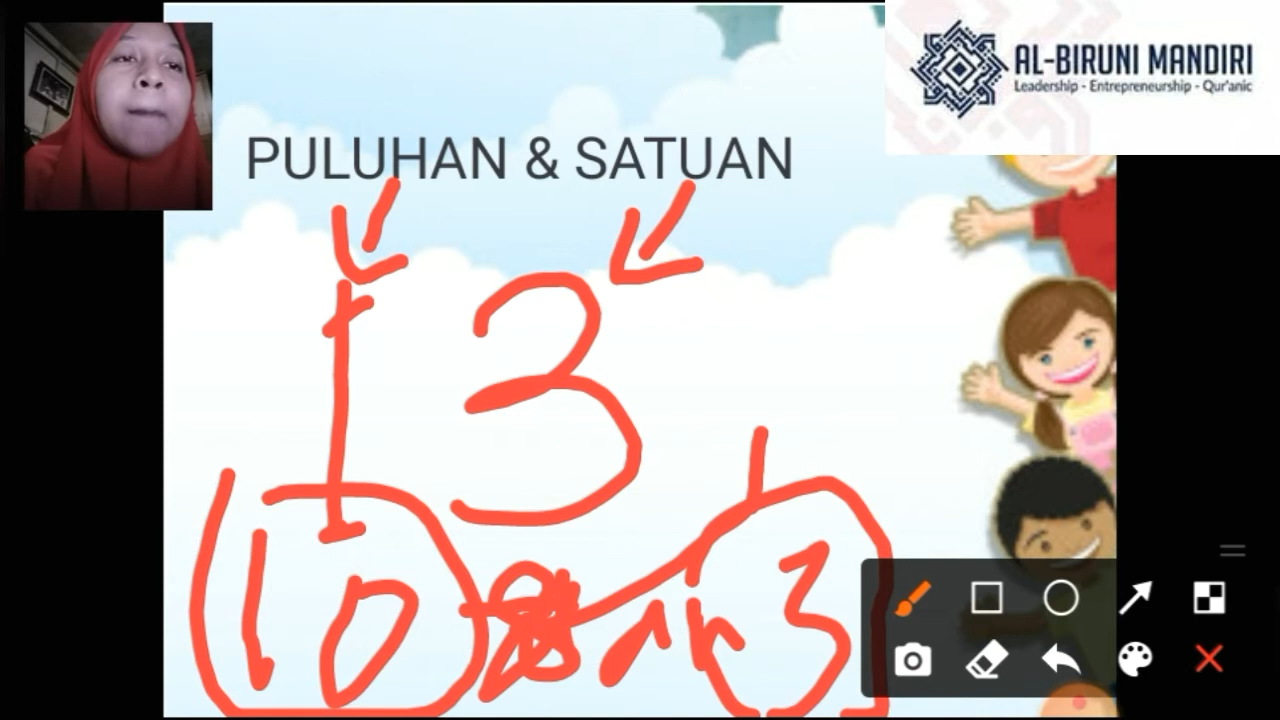 AL-BIRUNI MANDIRI
Leadership - Entrepreneurship - Qur'anic
PULUHAN & SATUAN
13
10
3